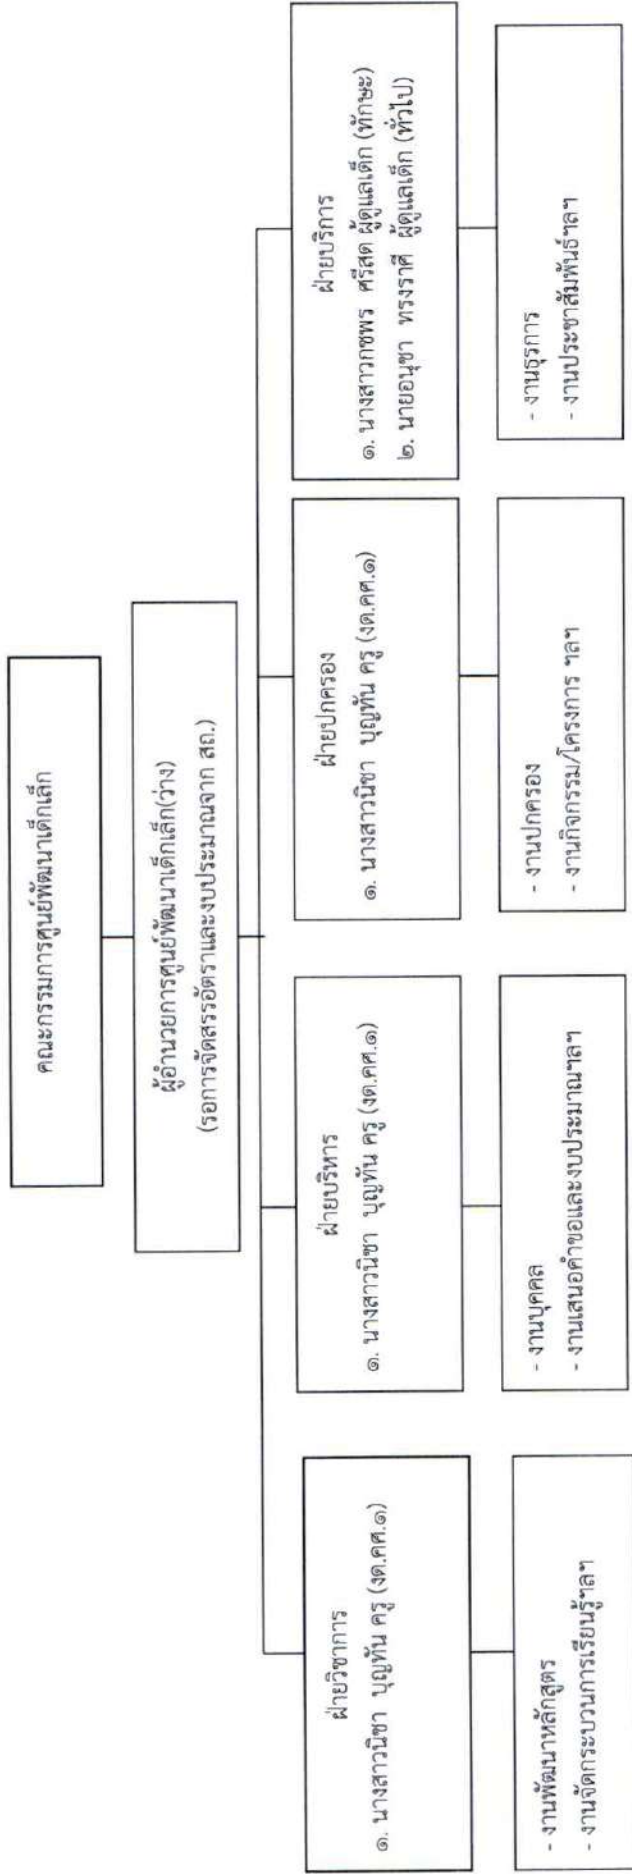 คณะกรรมการศูนย์พัฒนาเด็กเล็ก
ผู้อำนวยการศูนย์พัฒนาเด็กเล็ก(ว่าง)
(รอการจัดสรรอัตราและงบประมาณจาก สถ.)
ฝ่ายวิชาการ
๑. นางสาวนิชา บุญทัน ครู (งด.คศ.๑)
ฝ่ายบริหาร
๑. นางสาวนิชา บุญทัน ครู (งด.คศ.๑)
ฝ่ายปกครอง
๑. นางสาวนิชา บุญทัน ครู (งด.คศ.๑)
ฝ่ายบริการ
๑. นางสาวกชพร ศรีสด ผู้ดูแลเด็ก (ทักษะ)
๒. นายอนุชา ทรงราศี ผู้ดูแลเด็ก (ทั่วไป)
- งานพัฒนาหลักสูตร
- งานจัดกระบวนการเรียนรู้ฯลฯ
- งานบุคคล
- งานเสนอคำขอและงบประมาณฯลฯ
- งานปกครอง
- งานกิจกรรม/โครงการ ฯลฯ
- งานธุรการ
- งานประชาสัมพันธ์ฯลฯ